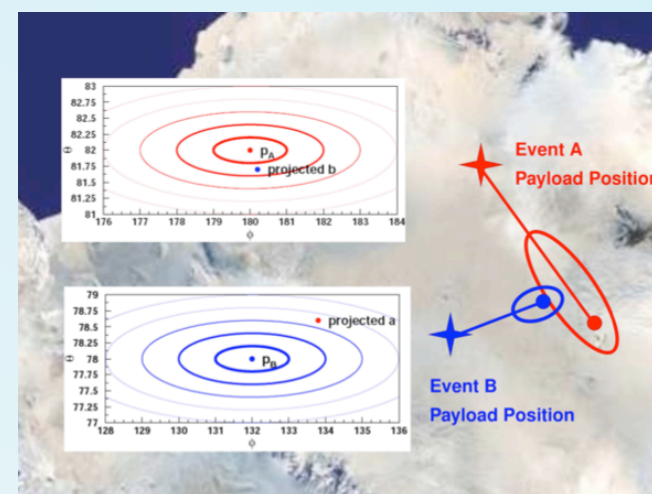 83
82.75
82.5
82.25
82
81.75
81.5
81.25
81
Θ
p_A
projected b
176 177 178 179 180 181 182 183 184
ϕ
Event A
Payload Position
79
78.75
78.5
78.25
78
77.75
77.5
77.25
77
Θ
projected a
p_B
128 129 130 131 132 133 134 135 136
ϕ
Event B
Payload Position